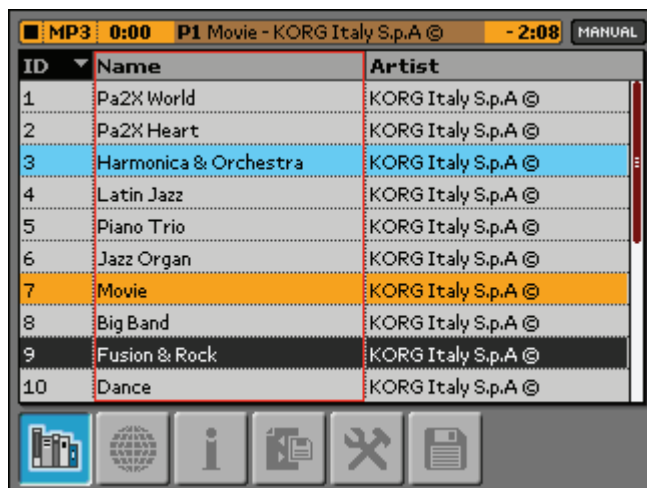 MP3 0:00 P1 Movie - KORG Italy S.p.A © - 2:08 MANUAL
ID Name Artist
1 Pa2X World KORG Italy S.p.A ©
2 Pa2X Heart KORG Italy S.p.A ©
3 Harmonica & Orchestra KORG Italy S.p.A ©
4 Latin Jazz KORG Italy S.p.A ©
5 Piano Trio KORG Italy S.p.A ©
6 Jazz Organ KORG Italy S.p.A ©
7 Movie KORG Italy S.p.A ©
8 Big Band KORG Italy S.p.A ©
9 Fusion & Rock KORG Italy S.p.A ©
10 Dance KORG Italy S.p.A ©